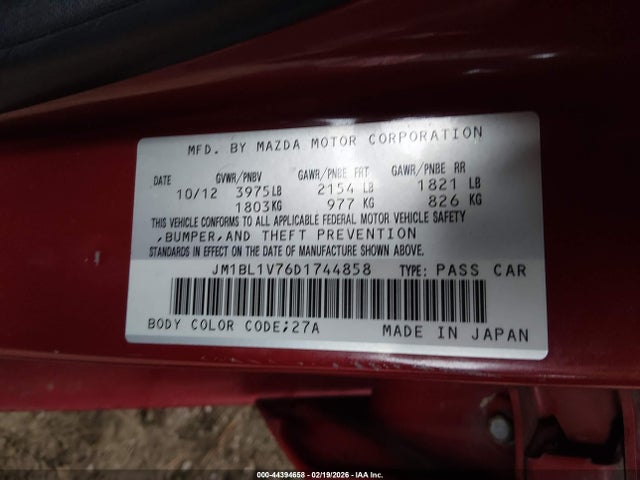 MFD. BY MAZDA MOTOR CORPORATION
DATE GVWR/PNBV GAWR/PNBE FRT GAWR/PNBE RR
10/12 3975LB 2154 LB 1821 LB
1803KG 977 KG 826 KG
THIS VEHICLE CONFORMS TO ALL APPLICABLE FEDERAL MOTOR VEHICLE SAFETY
,BUMPER,AND THEFT PREVENTION
STANDARDS IN EFFECT ON THE DATE OF MANUFACTURE SHOWN ABOVE.
JM1BL1V76D1744858 TYPE: PASS CAR
BODY COLOR CODE;27A MADE IN JAPAN
00-44394658 - 02/19/2026 - IAA Inc.